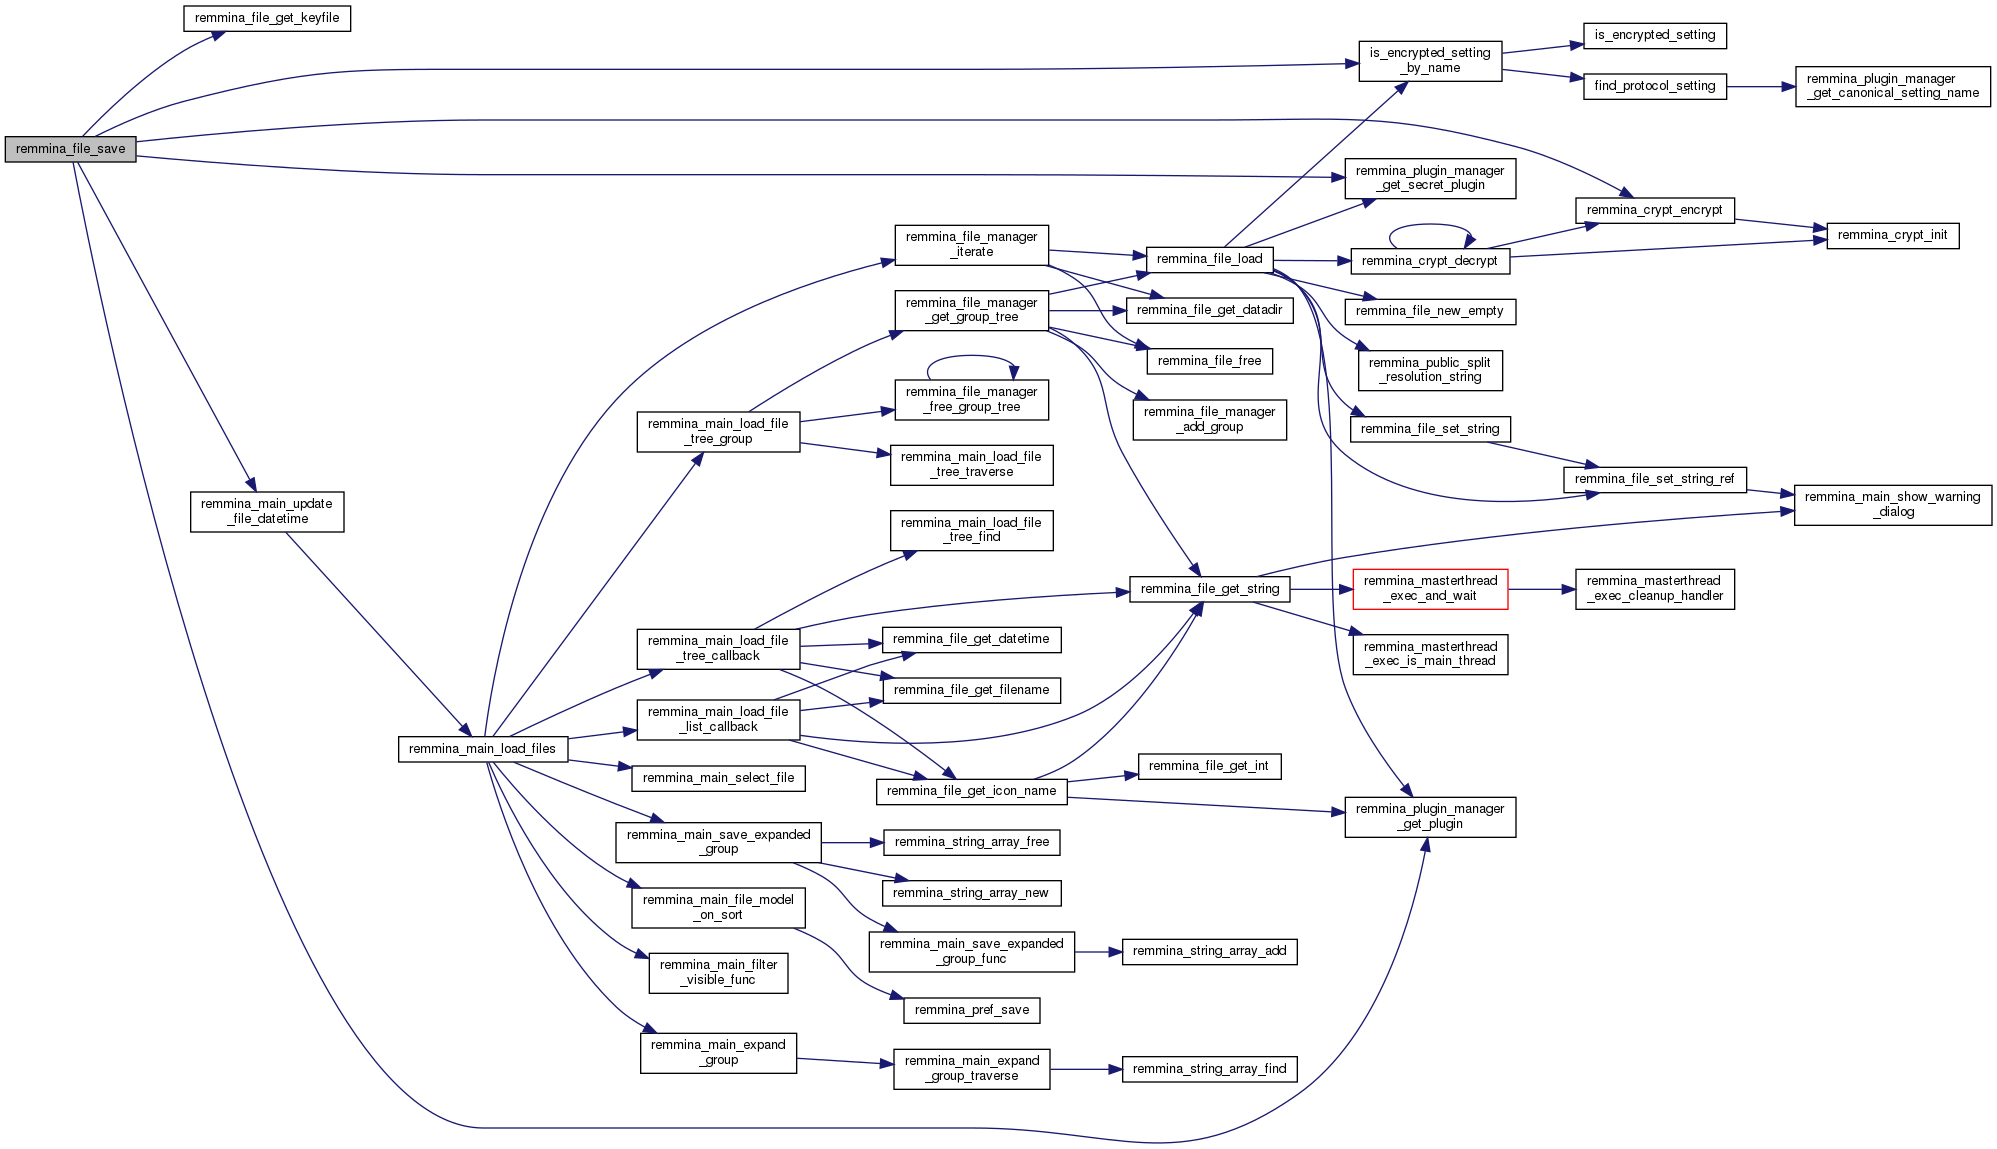 remmina_file_save
remmina_file_get_keyfile
remmina_main_update
_file_datetime
remmina_main_load_files
remmina_main_load_file
_tree_group
remmina_main_load_file
_tree_callback
remmina_main_load_file
_list_callback
remmina_main_select_file
remmina_main_save_expanded
_group
remmina_main_file_model
_on_sort
remmina_main_filter
_visible_func
remmina_main_expand
_group
remmina_file_manager
_iterate
remmina_file_manager
_get_group_tree
remmina_file_manager
_free_group_tree
remmina_main_load_file
_tree_traverse
remmina_main_load_file
_tree_find
remmina_file_get_datetime
remmina_file_get_filename
remmina_file_get_icon_name
remmina_string_array_free
remmina_string_array_new
remmina_main_save_expanded
_group_func
remmina_pref_save
remmina_main_expand
_group_traverse
remmina_file_load
remmina_file_get_datadir
remmina_file_free
remmina_file_manager
_add_group
remmina_file_get_string
remmina_file_get_int
remmina_string_array_add
remmina_string_array_find
is_encrypted_setting
_by_name
remmina_plugin_manager
_get_secret_plugin
remmina_crypt_decrypt
remmina_file_new_empty
remmina_public_split
_resolution_string
remmina_file_set_string
remmina_masterthread
_exec_and_wait
remmina_masterthread
_exec_is_main_thread
remmina_plugin_manager
_get_plugin
is_encrypted_setting
find_protocol_setting
remmina_crypt_encrypt
remmina_file_set_string_ref
remmina_masterthread
_exec_cleanup_handler
remmina_plugin_manager
_get_canonical_setting_name
remmina_crypt_init
remmina_main_show_warning
_dialog